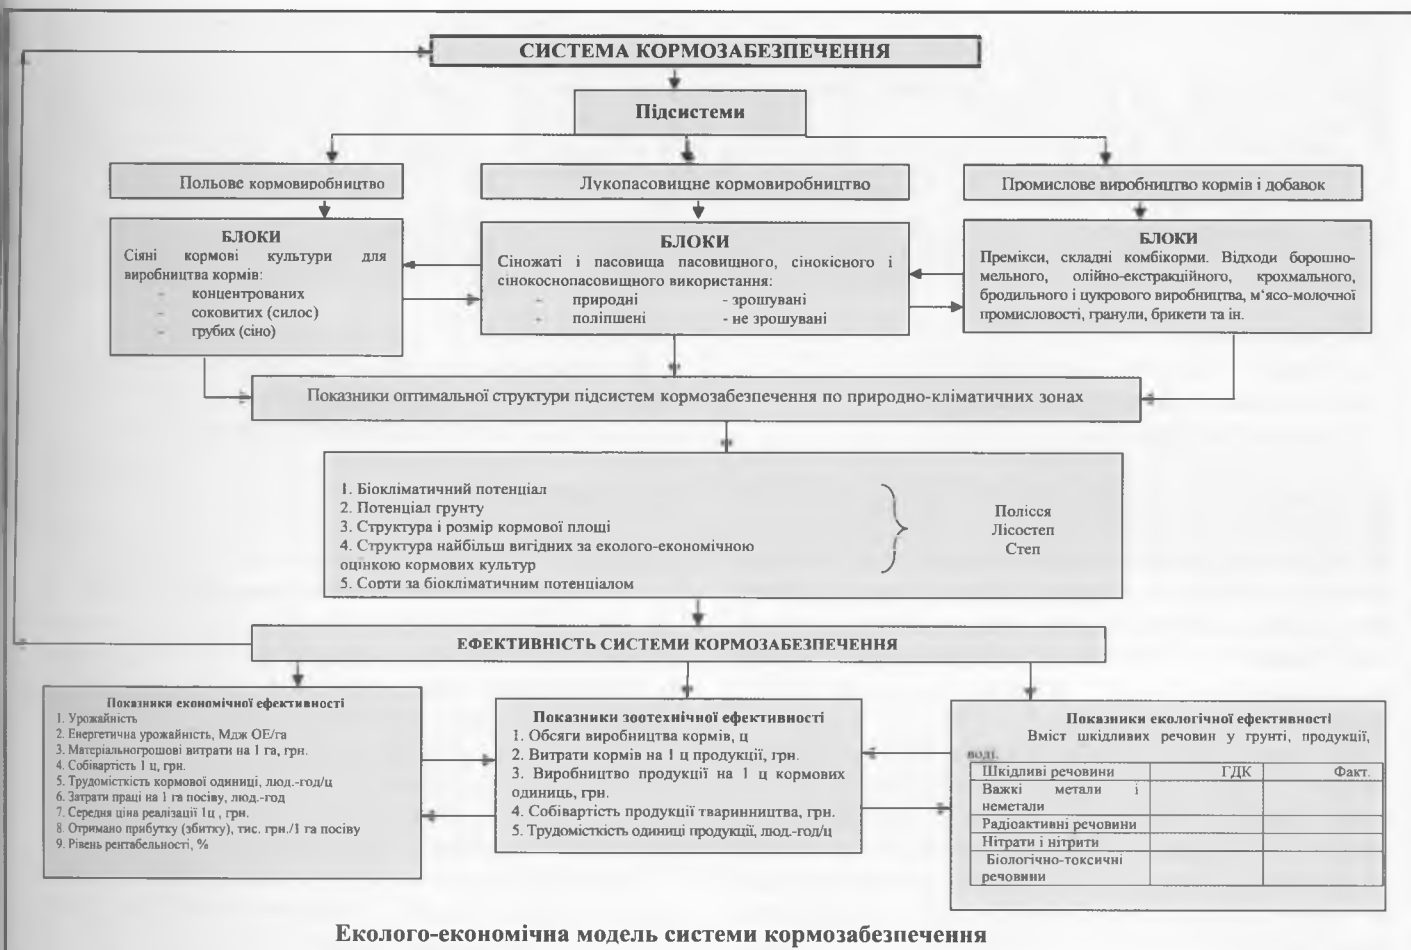 СИСТЕМА КОРМОЗАБЕЗПЕЧЕННЯ
Підсистеми
Польове кормовиробництво
Лукопасовищне кормовиробництво
Промислове виробництво кормів і добавок
БЛОКИ
Сіяні кормові культури для
виробництва кормів:
- концентрованих
- соковитих (силос)
- грубих (сіно)
БЛОКИ
Сіножаті і пасовища пасовищного, сінокісного і
сінокоснопасовищного використання:
- природні - зрошувані
- поліпшені - не зрошувані
БЛОКИ
Премікси, складні комбікорми. Відходи борошно-
мельного, олійно-екстракційного, крохмального,
бродильного і цукрового виробництва, м'ясо-молочної
промисловості, гранули, брикети та ін.
Показники оптимальної структури підсистем кормозабезпечення по природно-кліматичних зонах
1. Біокліматичний потенціал
2. Потенціал грунту
3. Структура і розмір кормової площі
4. Структура найбільш вигідних за еколого-економічною
оцінкою кормових культур
5. Сорти за біокліматичним потенціалом
Полісся
Лісостеп
Степ
ЕФЕКТИВНІСТЬ СИСТЕМИ КОРМОЗАБЕЗПЕЧЕННЯ
Показники економічної ефективності
1. Урожайність
2. Енергетична урожайність, Мдж ОЕ/га
3. Матеріальногрошові витрати на 1 га, грн.
4. Собівартість 1 ц, грн.
5. Трудомісткість кормової одиниці, люд.-год/ц
6. Затрати праці на 1 га посіву, люд.-год
7. Середня ціна реалізації 1ц , грн.
8. Отримано прибутку (збитку), тис. грн./1 га посіву
9. Рівень рентабельності, %
Показники зоотехнічної ефективності
1. Обсяги виробництва кормів, ц
2. Витрати кормів на 1 ц продукції, грн.
3. Виробництво продукції на 1 ц кормових
одиниць, грн.
4. Собівартість продукції тваринництва, грн.
5. Трудомісткість одиниці продукції, люд.-год/ц
Показники екологічної ефективності
Вміст шкідливих речовин у грунті, продукції,
воді.
Шкідливі речовини ГДК Факт.
Важкі метали і
неметали
Радіоактивні речовини
Нітрати і нітрити
Біологічно-токсичні
речовини
Еколого-економічна модель системи кормозабезпечення